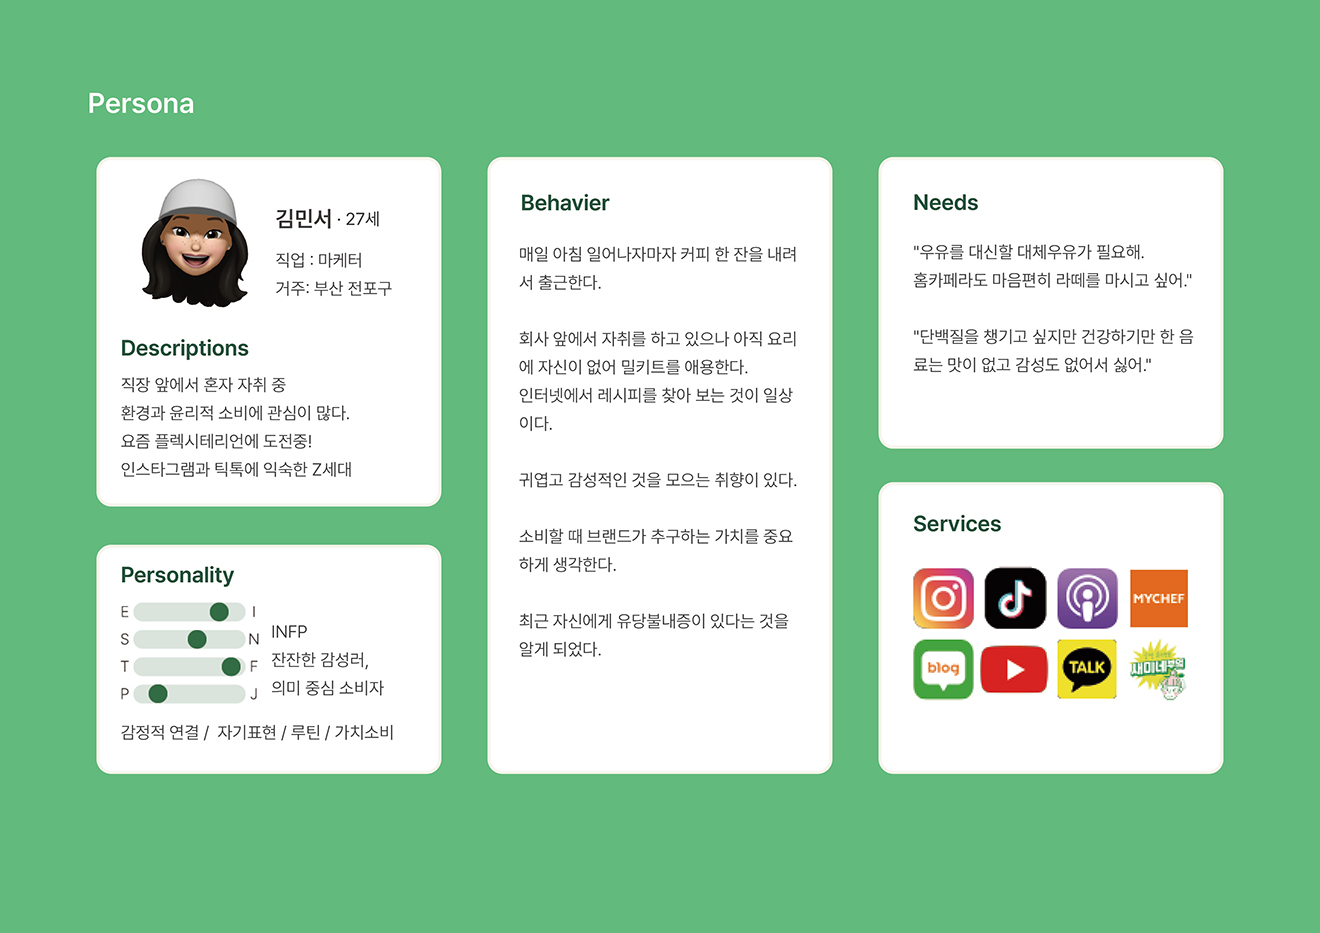 Persona
김민서 · 27세
직업 : 마케터
거주: 부산 전포구
Descriptions
직장 앞에서 혼자 자취 중
환경과 윤리적 소비에 관심이 많다.
요즘 플렉시테리언에 도전중!
인스타그램과 틱톡에 익숙한 Z세대
Personality
E I
S N
T F
P J
INFP
잔잔한 감성러,
의미 중심 소비자
감정적 연결 / 자기표현 / 루틴 / 가치소비
Behavier
매일 아침 일어나자마자 커피 한 잔을 내려
서 출근한다.
회사 앞에서 자취를 하고 있으나 아직 요리
에 자신이 없어 밀키트를 애용한다.
인터넷에서 레시피를 찾아 보는 것이 일상
이다.
귀엽고 감성적인 것을 모으는 취향이 있다.
소비할 때 브랜드가 추구하는 가치를 중요
하게 생각한다.
최근 자신에게 유당불내증이 있다는 것을
알게 되었다.
Needs
"우유를 대신할 대체우유가 필요해.
홈카페라도 마음편히 라떼를 마시고 싶어."
"단백질을 챙기고 싶지만 건강하기만 한 음
료는 맛이 없고 감성도 없어서 싫어."
Services
MYCHEF
blog
TALK
새미네부엌